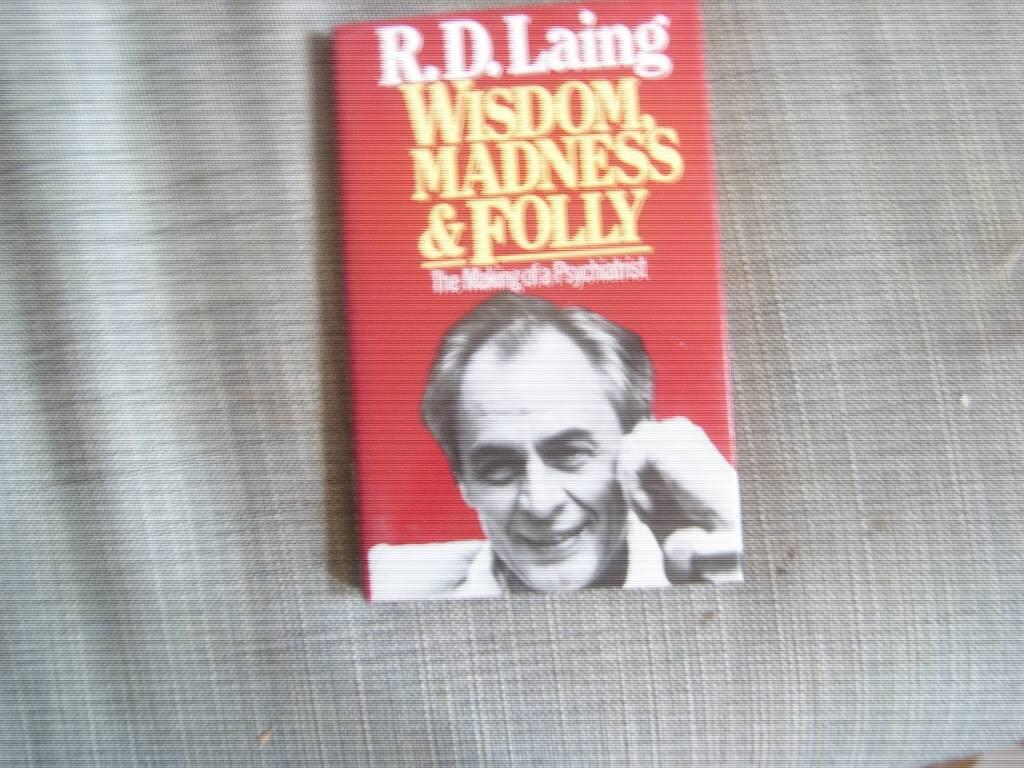 R.D. Laing
WISDOM,
MADNESS
& FOLLY
The Making of a Psychiatrist